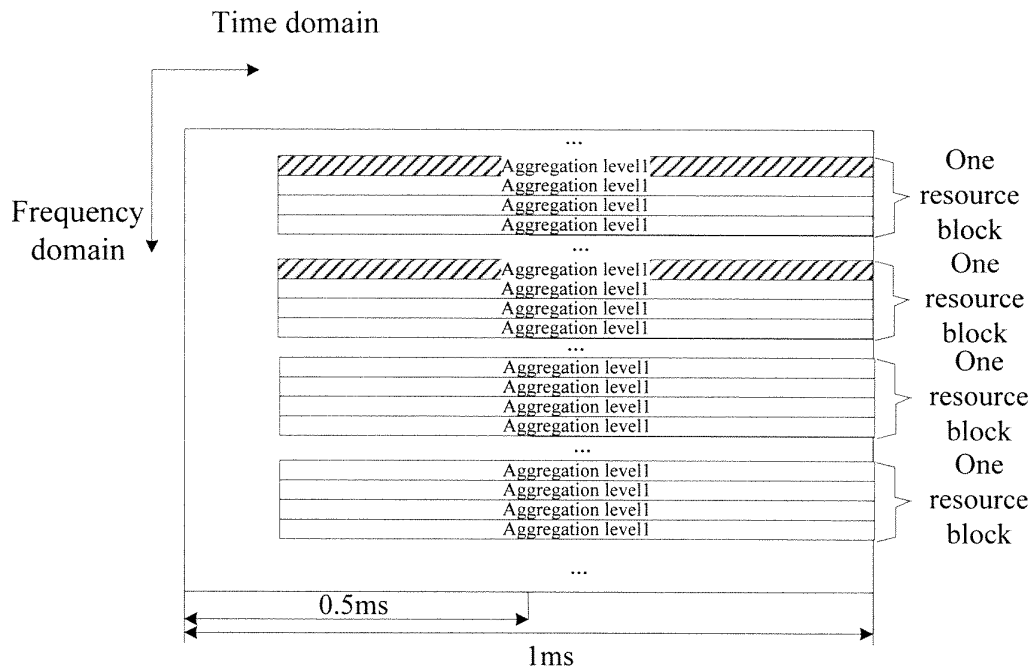 Time domain
Frequency
domain
...
Aggregation level1
Aggregation level1
Aggregation level1
Aggregation level1
One
resource
block
...
Aggregation level1
Aggregation level1
Aggregation level1
Aggregation level1
One
resource
block
...
Aggregation level1
Aggregation level1
Aggregation level1
Aggregation level1
One
resource
block
...
Aggregation level1
Aggregation level1
Aggregation level1
Aggregation level1
One
resource
block
...
0.5ms
1ms